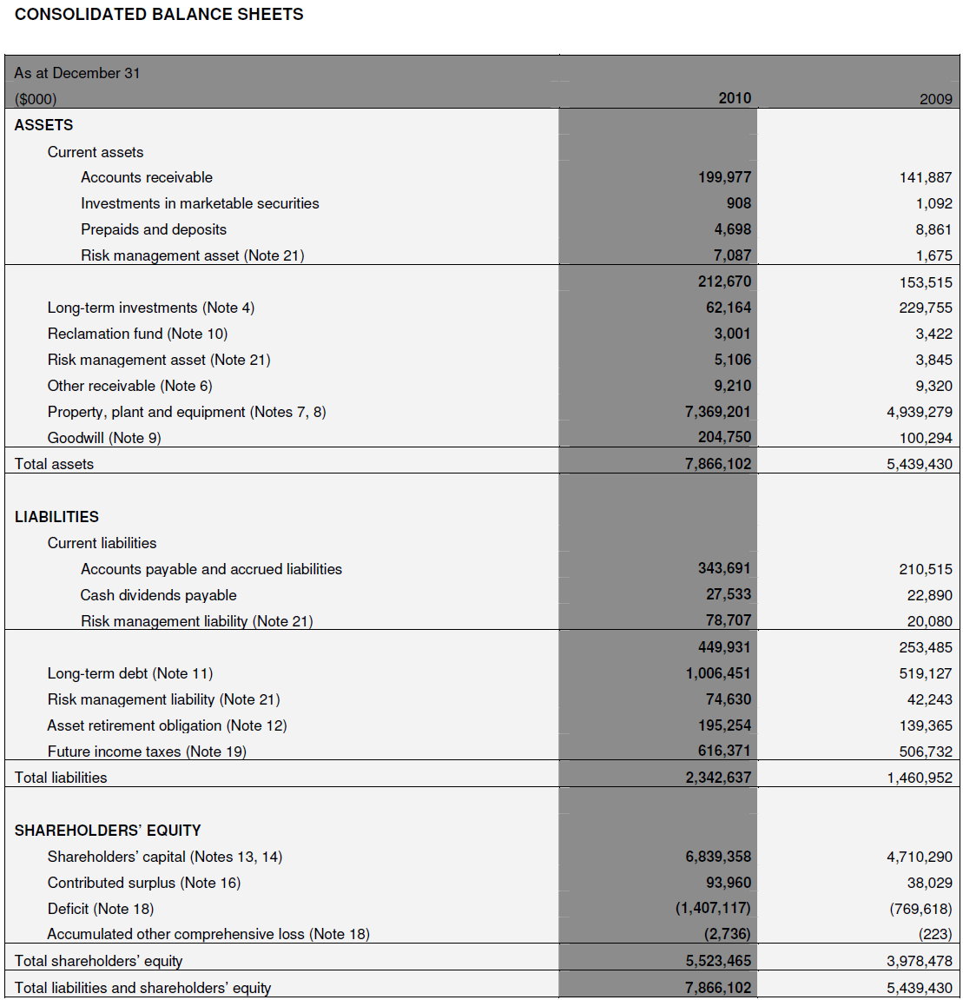 CONSOLIDATED BALANCE SHEETS
As at December 31
($000) 2010 2009
ASSETS
Current assets
Accounts receivable 199,977 141,887
Investments in marketable securities 908 1,092
Prepaids and deposits 4,698 8,861
Risk management asset (Note 21) 7,087 1,675
212,670 153,515
Long-term investments (Note 4) 62,164 229,755
Reclamation fund (Note 10) 3,001 3,422
Risk management asset (Note 21) 5,106 3,845
Other receivable (Note 6) 9,210 9,320
Property, plant and equipment (Notes 7, 8) 7,369,201 4,939,279
Goodwill (Note 9) 204,750 100,294
Total assets 7,866,102 5,439,430
LIABILITIES
Current liabilities
Accounts payable and accrued liabilities 343,691 210,515
Cash dividends payable 27,533 22,890
Risk management liability (Note 21) 78,707 20,080
449,931 253,485
Long-term debt (Note 11) 1,006,451 519,127
Risk management liability (Note 21) 74,630 42,243
Asset retirement obligation (Note 12) 195,254 139,365
Future income taxes (Note 19) 616,371 506,732
Total liabilities 2,342,637 1,460,952
SHAREHOLDERS’ EQUITY
Shareholders’ capital (Notes 13, 14) 6,839,358 4,710,290
Contributed surplus (Note 16) 93,960 38,029
Deficit (Note 18) (1,407,117) (769,618)
Accumulated other comprehensive loss (Note 18) (2,736) (223)
Total shareholders’ equity 5,523,465 3,978,478
Total liabilities and shareholders’ equity 7,866,102 5,439,430